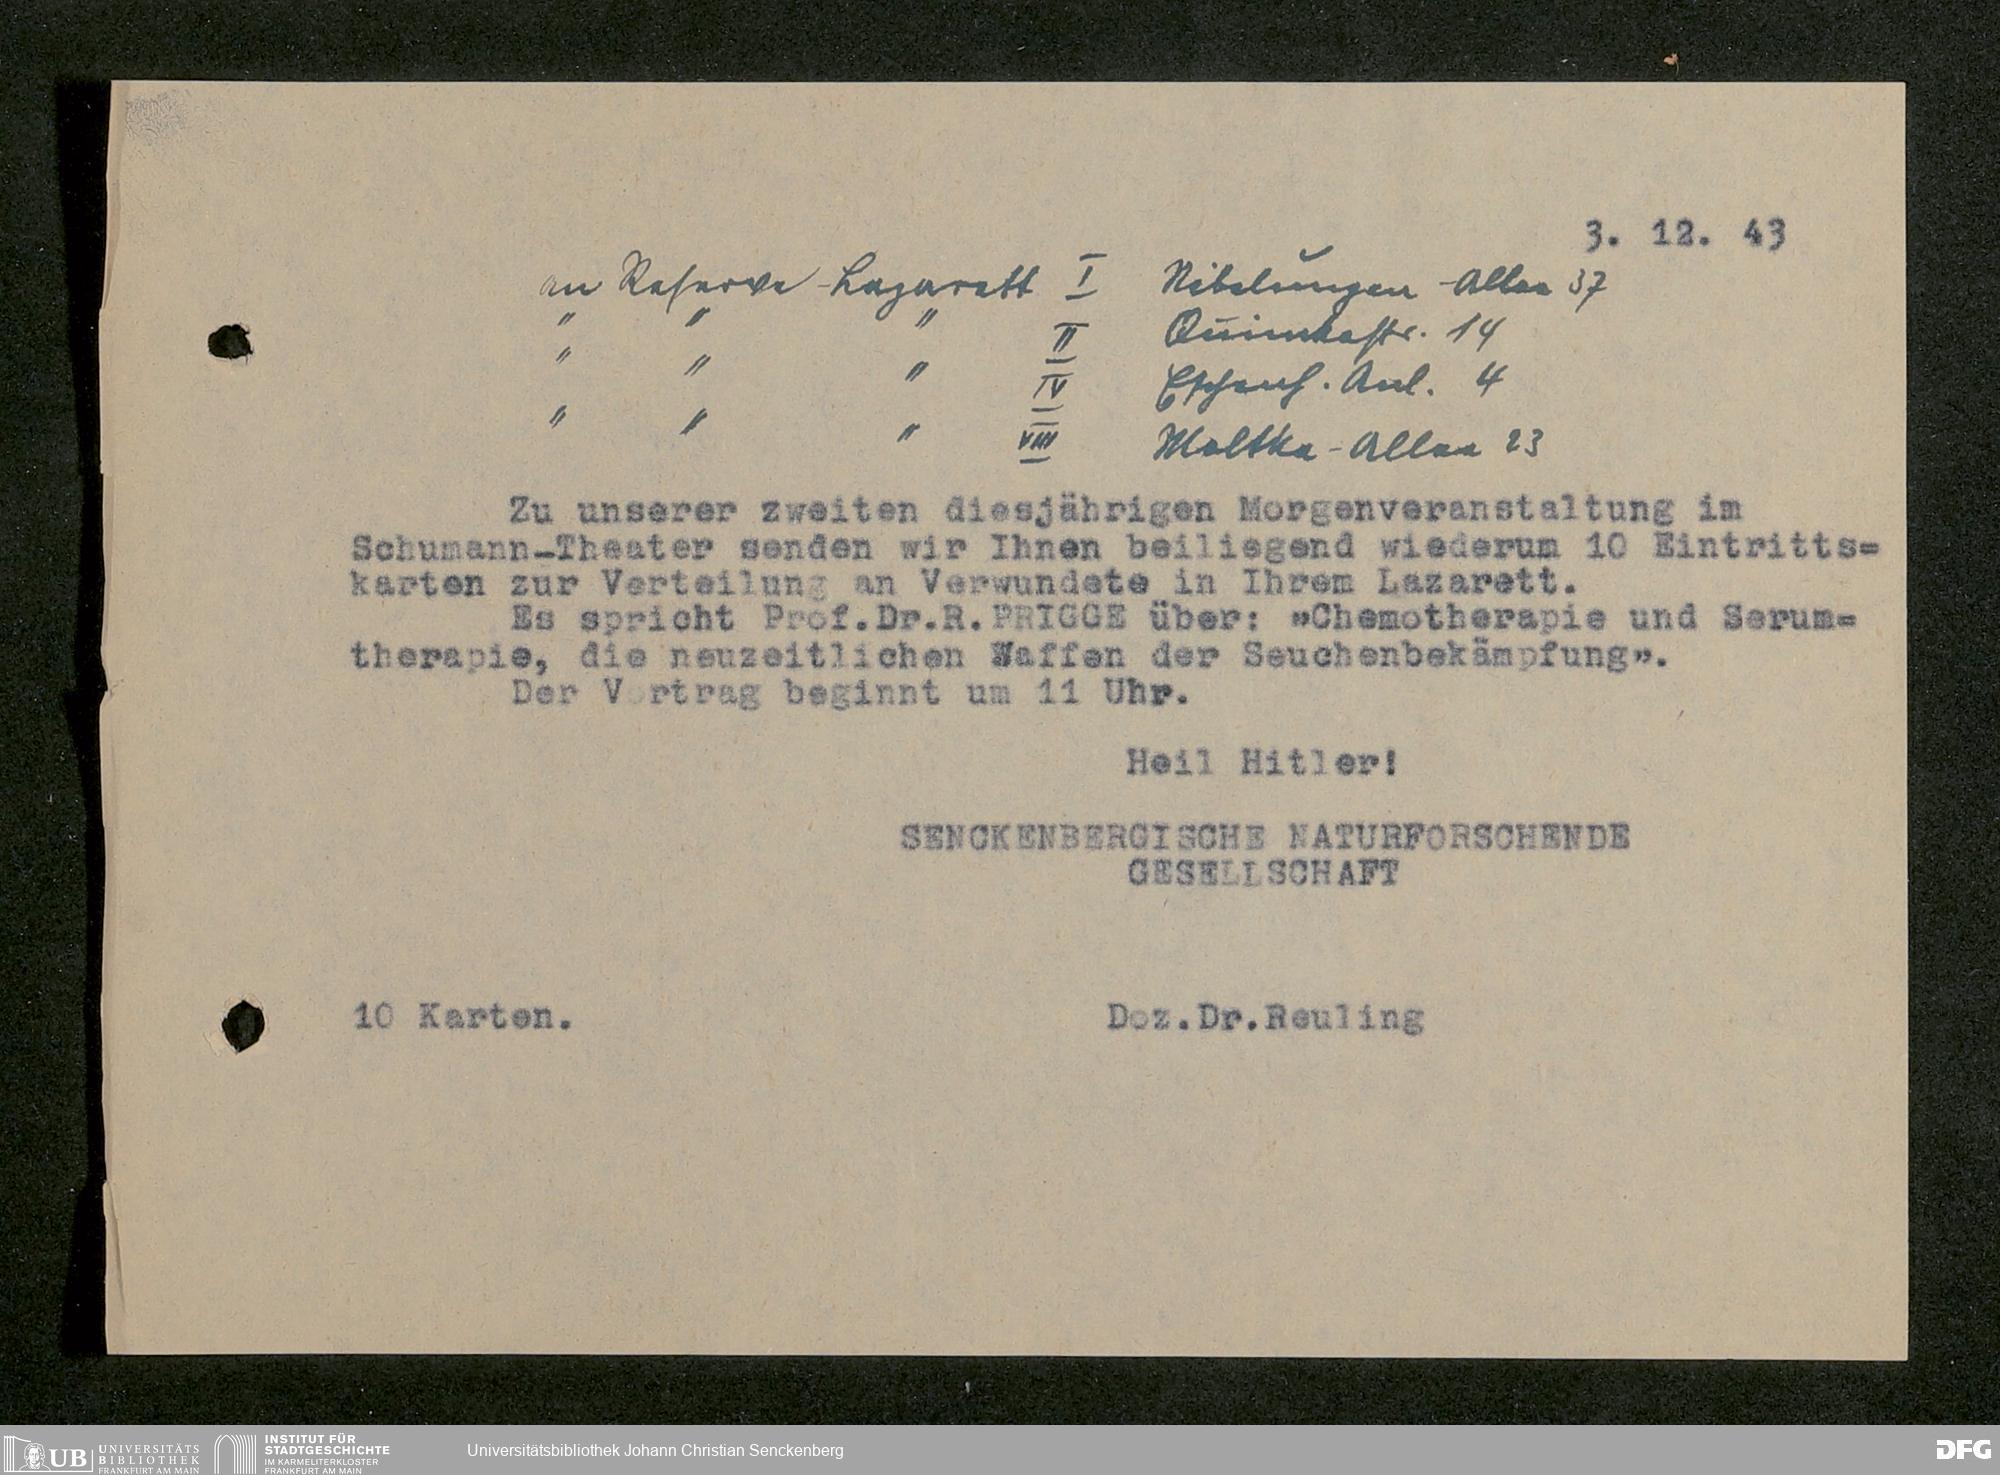 3. 12. 43
an Reserve-Lazarett I Nibelungen-Allee 37
" " " II Quinckestr. 14
" " " IV Eschenh. Anl. 4
" " " VIII Moltke-Allee 23
Zu unserer zweiten diesjährigen Morgenveranstaltung im
Schumann-Theater senden wir Ihnen beiliegend wiederum 10 Eintritts=
karten zur Verteilung an Verwundete in Ihrem Lazarett.
Es spricht Prof.Dr.R.PRIGGE über: »Chemotherapie und Serum=
therapie, die neuzeitlichen Waffen der Seuchenbekämpfung».
Der Vortrag beginnt um 11 Uhr.
Heil Hitler!
SENCKENBERGISCHE NATURFORSCHENDE
GESELLSCHAFT
10 Karten. Doz.Dr.Reuling
UB UNIVERSITÄTS BIBLIOTHEK FRANKFURT AM MAIN
INSTITUT FÜR STADTGESCHICHTE IM KARMELITERKLOSTER FRANKFURT AM MAIN
Universitätsbibliothek Johann Christian Senckenberg
DFG